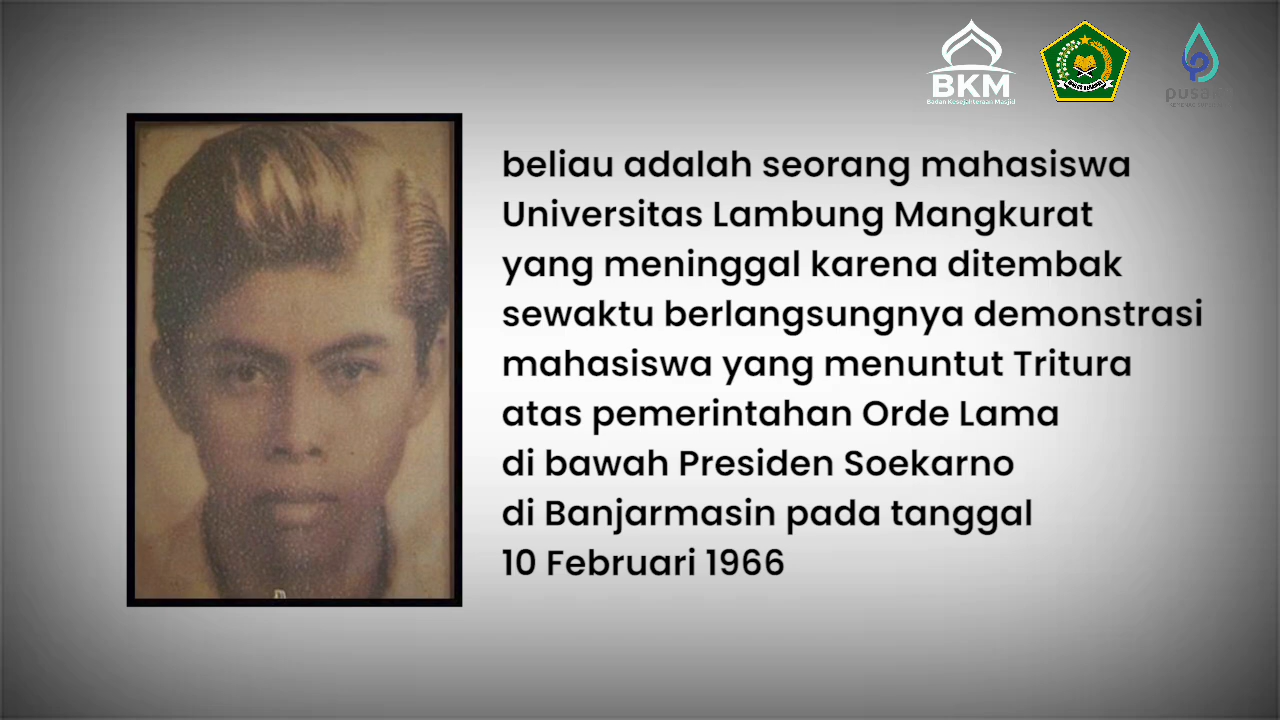 BKM
Badan Kesejahteraan Masjid
beliau adalah seorang mahasiswa
Universitas Lambung Mangkurat
yang meninggal karena ditembak
sewaktu berlangsungnya demonstrasi
mahasiswa yang menuntut Tritura
atas pemerintahan Orde Lama
di bawah Presiden Soekarno
di Banjarmasin pada tanggal
10 Februari 1966